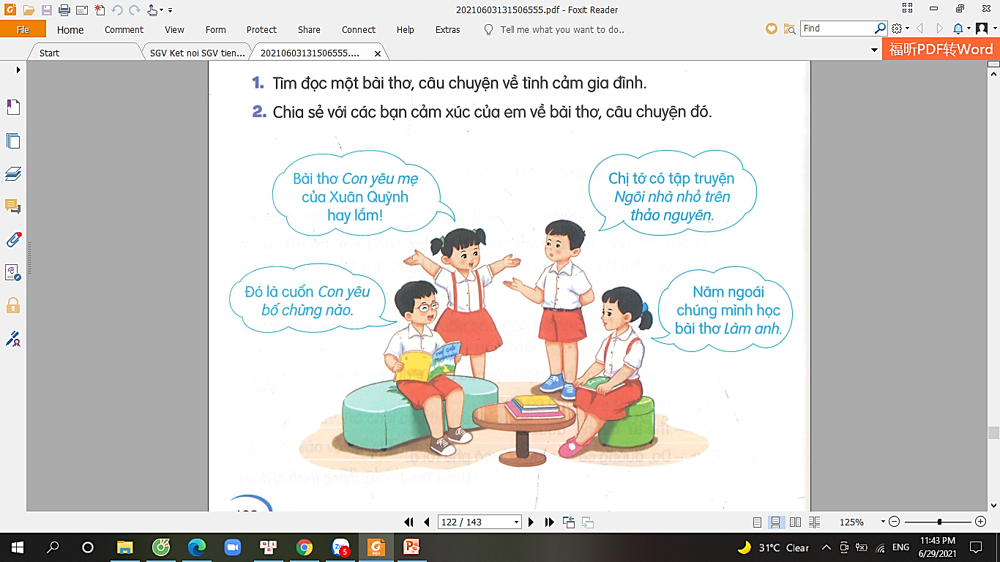 20210603131506555.pdf - Foxit Reader
File Home Comment View Form Protect Share Connect Help Extras Tell me what you want to do.. Find
Start SGV Ket noi SGV tien... 20210603131506555....
福昕PDF转Word
1. Tìm đọc một bài thơ, câu chuyện về tình cảm gia đình.
2. Chia sẻ với các bạn cảm xúc của em về bài thơ, câu chuyện đó.
Bài thơ Con yêu mẹ
của Xuân Quỳnh
hay lắm!
Chị tớ có tập truyện
Ngôi nhà nhỏ trên
thảo nguyên.
Đó là cuốn Con yêu
bố chừng nào.
Năm ngoái
chúng mình học
bài thơ Làm anh.
122 / 143
125%
31°C Clear
ENG
11:43 PM
6/29/2021